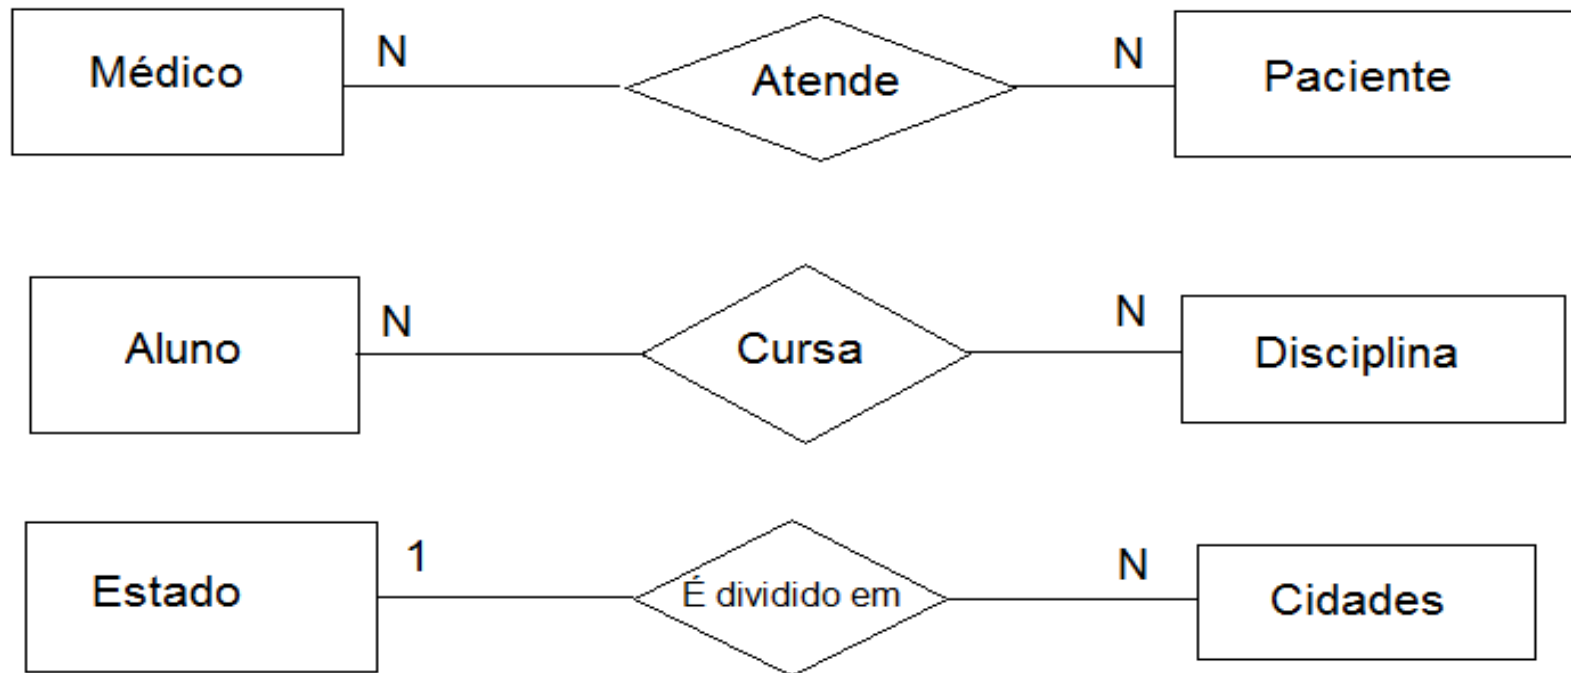 Médico N Atende N Paciente
Aluno N Cursa N Disciplina
Estado 1 É dividido em N Cidades